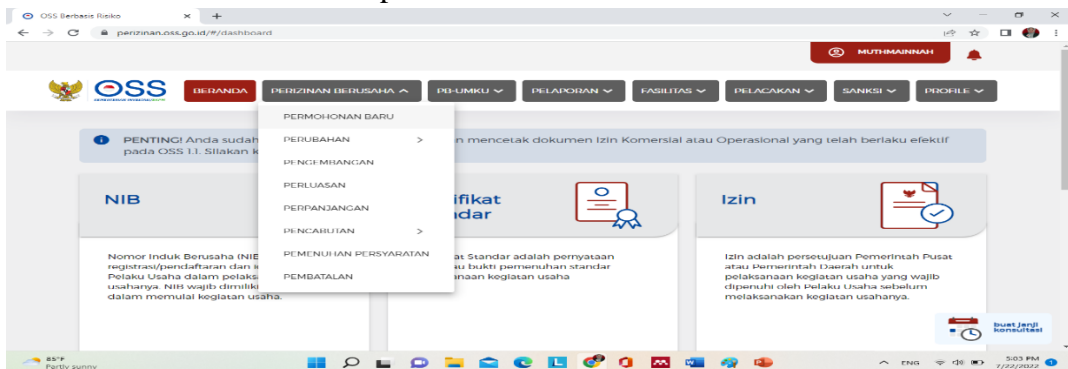 OSS Berbasis Risiko
perizinan.oss.go.id/#/dashboard
MUTHMAINNAH
OSS
BERANDA
PERIZINAN BERUSAHA
PB-UMKU
PELAPORAN
FASILITAS
PELACAKAN
SANKSI
PROFILE
PERMOHONAN BARU
PERUBAHAN
PENGEMBANGAN
PERLUASAN
PERPANJANGAN
PENCABUTAN
PEMENUHAN PERSYARATAN
PEMBATALAN
PENTING! Anda sudah
n mencetak dokumen Izin Komersial atau Operasional yang telah berlaku efektif
pada OSS 1.1. Silakan k
NIB
Nomor Induk Berusaha (NIB
registrasi/pendaftaran dan i
Pelaku Usaha dalam pelaks
usahanya. NIB wajib dimiliki
dalam memulai kegiatan usaha.
ifikat
ndar
at Standar adalah pernyataan
au bukti pemenuhan standar
anaan kegiatan usaha
Izin
Izin adalah persetujuan Pemerintah Pusat
atau Pemerintah Daerah untuk
pelaksanaan kegiatan usaha yang wajib
dipenuhi oleh Pelaku Usaha sebelum
melaksanakan kegiatan usahanya.
buat janji
konsultasi
85°F
Partly sunny
ENG
5:03 PM
7/22/2022